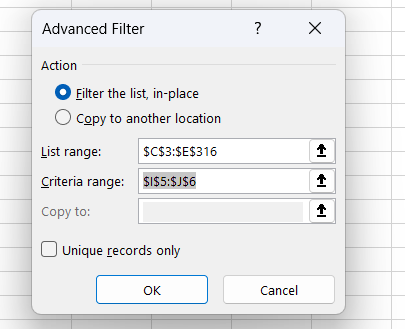 Advanced Filter ?
Action
Filter the list, in-place
Copy to another location
List range: $C$3:$E$316
Criteria range: $I$5:$J$6
Copy to:
Unique records only
OK Cancel